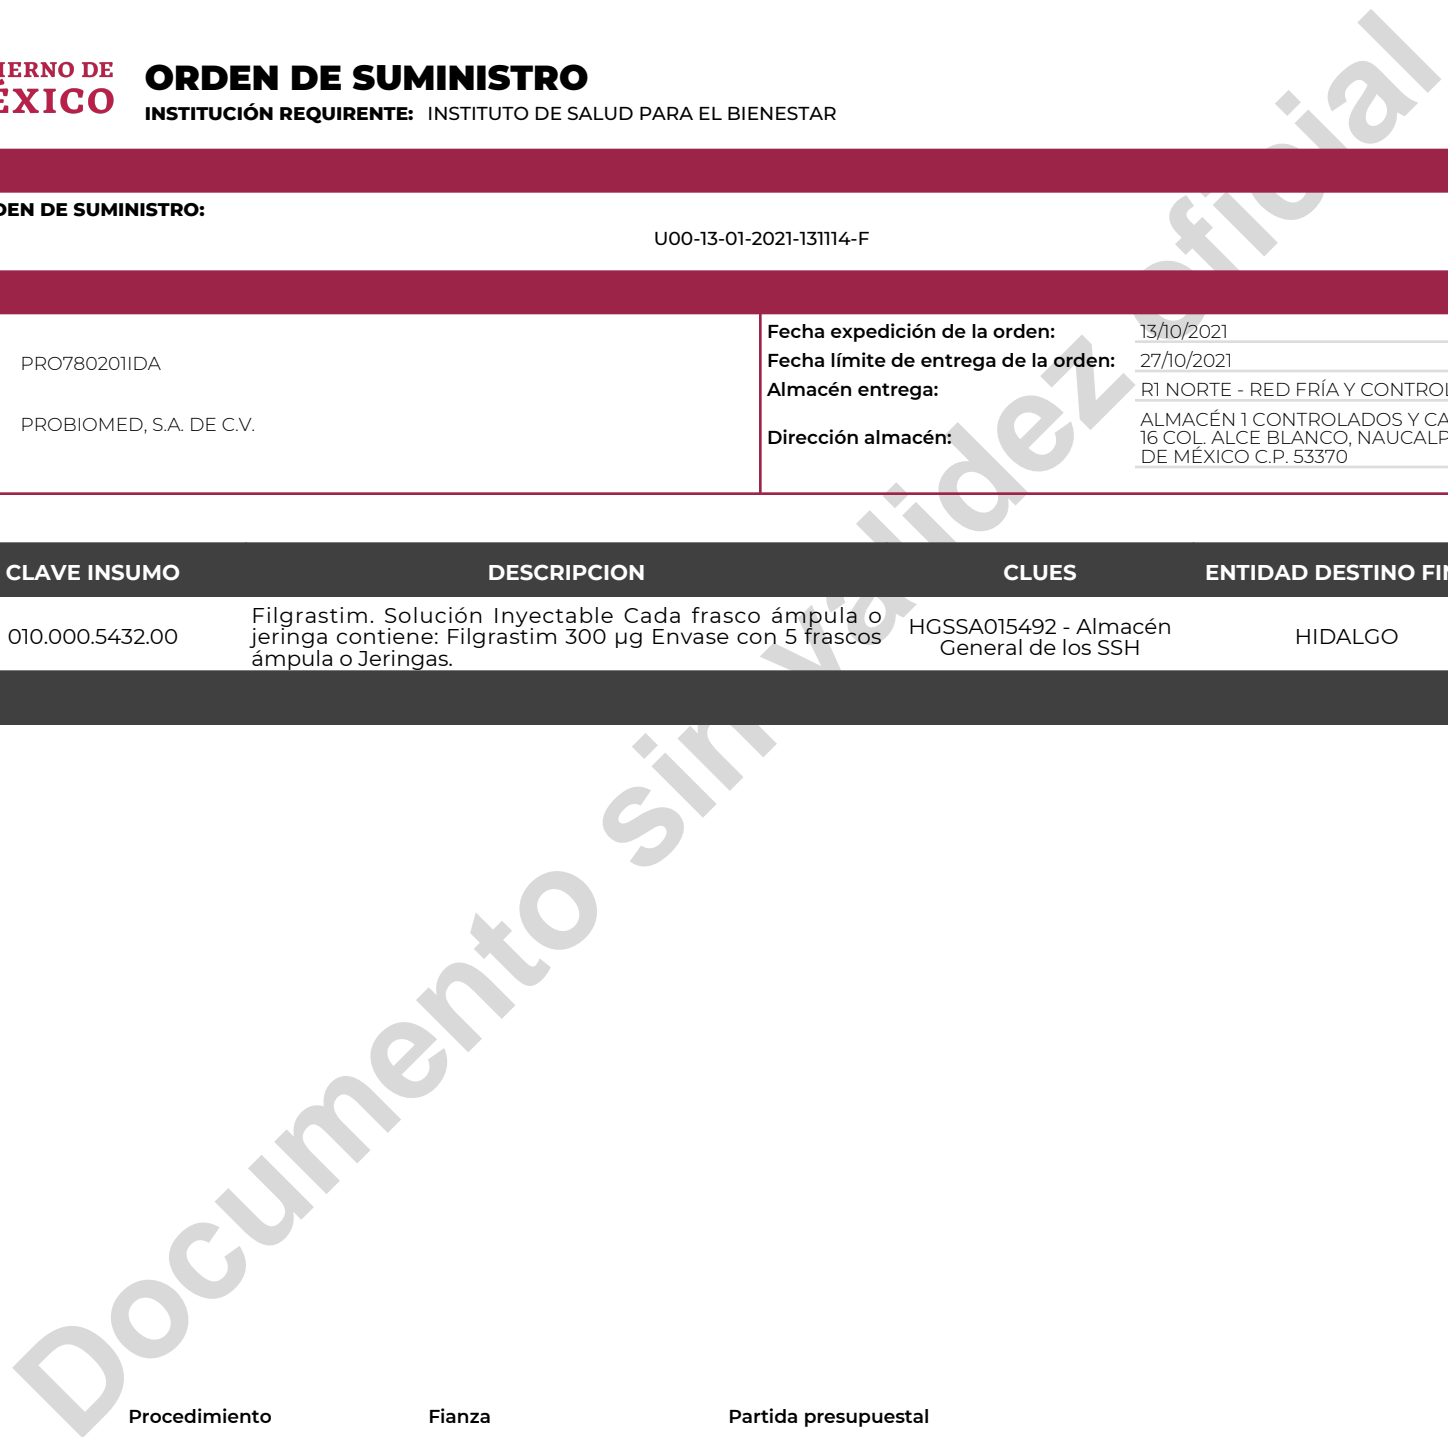 IERNO DE
ÉXICO
ORDEN DE SUMINISTRO
INSTITUCIÓN REQUIRENTE: INSTITUTO DE SALUD PARA EL BIENESTAR
DEN DE SUMINISTRO:
U00-13-01-2021-131114-F
PRO780201IDA
PROBIOMED, S.A. DE C.V.
Fecha expedición de la orden: 13/10/2021
Fecha límite de entrega de la orden: 27/10/2021
Almacén entrega: R1 NORTE - RED FRÍA Y CONTROL
Dirección almacén:
ALMACÉN 1 CONTROLADOS Y CA
16 COL. ALCE BLANCO, NAUCALP
DE MÉXICO C.P. 53370
CLAVE INSUMO DESCRIPCION CLUES ENTIDAD DESTINO FIN
010.000.5432.00
Filgrastim. Solución Inyectable Cada frasco ámpula o
jeringa contiene: Filgrastim 300 µg Envase con 5 frascos
ámpula o Jeringas.
HGSSA015492 - Almacén
General de los SSH
HIDALGO
Documento sin validez oficial
Procedimiento Fianza Partida presupuestal